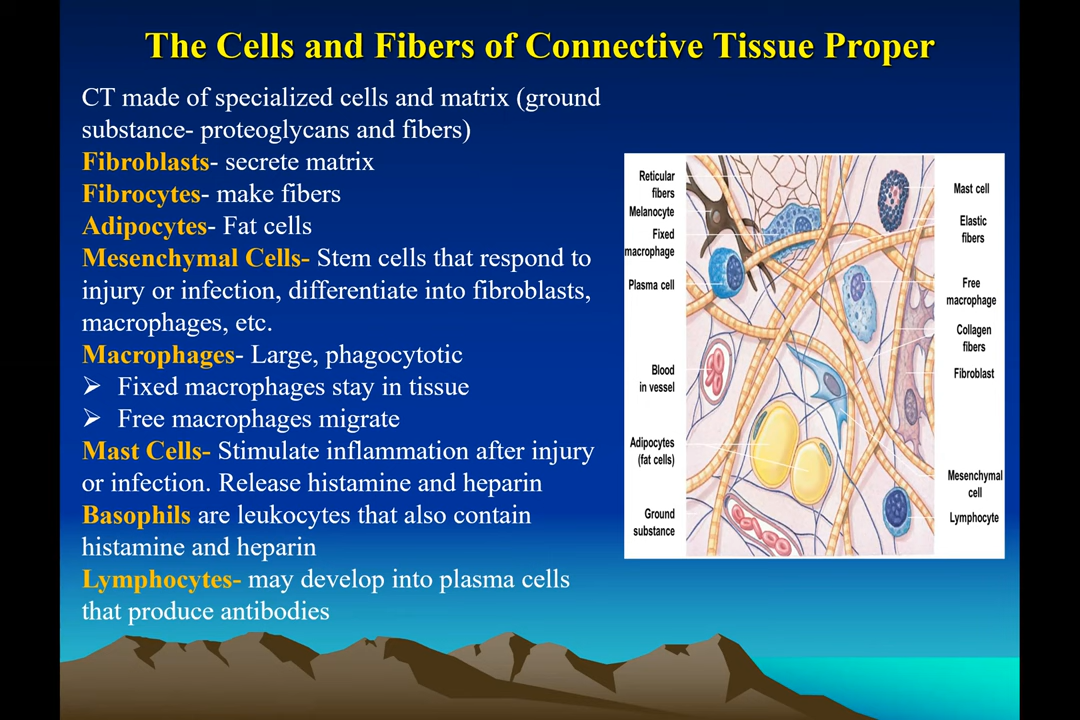 The Cells and Fibers of Connective Tissue Proper
CT made of specialized cells and matrix (ground
substance- proteoglycans and fibers)
Fibroblasts- secrete matrix
Fibrocytes- make fibers
Adipocytes- Fat cells
Mesenchymal Cells- Stem cells that respond to
injury or infection, differentiate into fibroblasts,
macrophages, etc.
Macrophages- Large, phagocytotic
➢ Fixed macrophages stay in tissue
➢ Free macrophages migrate
Mast Cells- Stimulate inflammation after injury
or infection. Release histamine and heparin
Basophils are leukocytes that also contain
histamine and heparin
Lymphocytes- may develop into plasma cells
that produce antibodies
Reticular
fibers
Melanocyte
Fixed
macrophage
Plasma cell
Blood
in vessel
Adipocytes
(fat cells)
Ground
substance
Mast cell
Elastic
fibers
Free
macrophage
Collagen
fibers
Fibroblast
Mesenchymal
cell
Lymphocyte